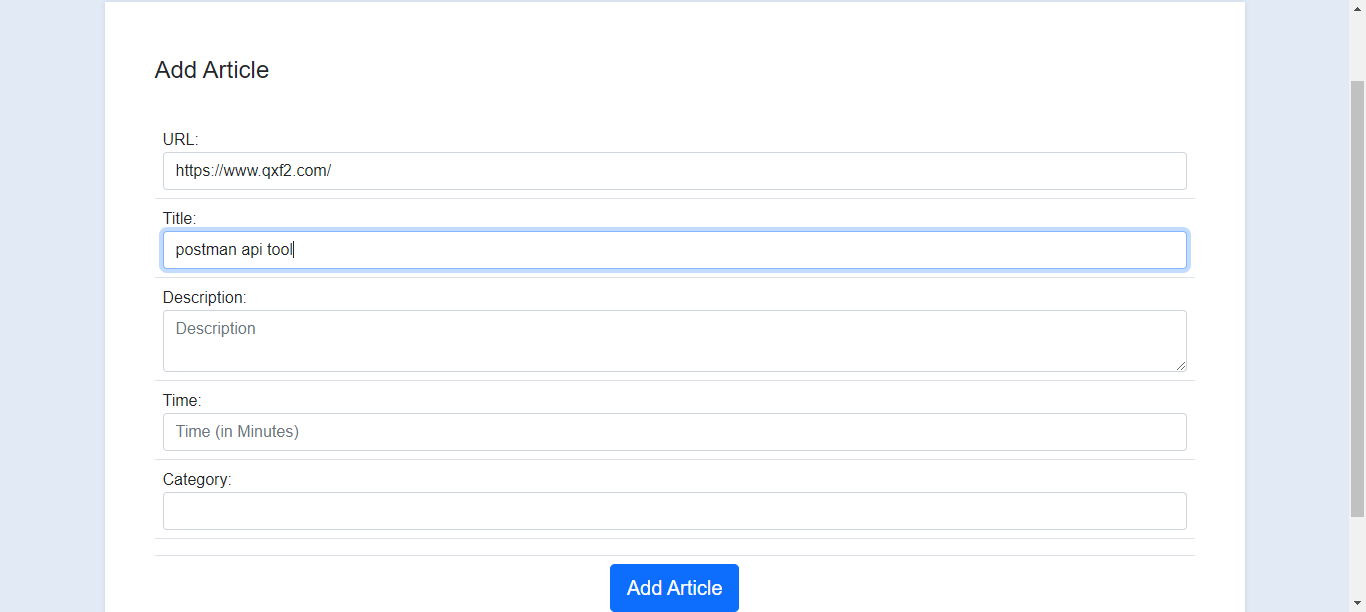 Add Article
URL:
https://www.qxf2.com/
Title:
postman api tool
Description:
Description
Time:
Time (in Minutes)
Category:
Add Article